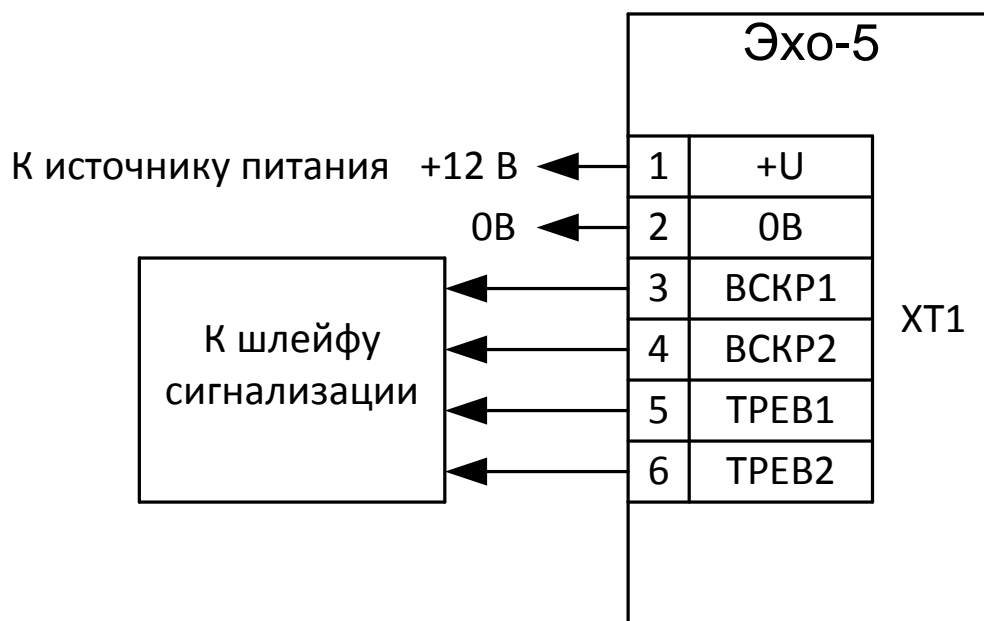 Эхо-5
К источнику питания +12 В 1 +U
0В 2 0В
3 ВСКР1
4 ВСКР2
5 ТРЕВ1
6 ТРЕВ2
ХТ1
К шлейфу
сигнализации